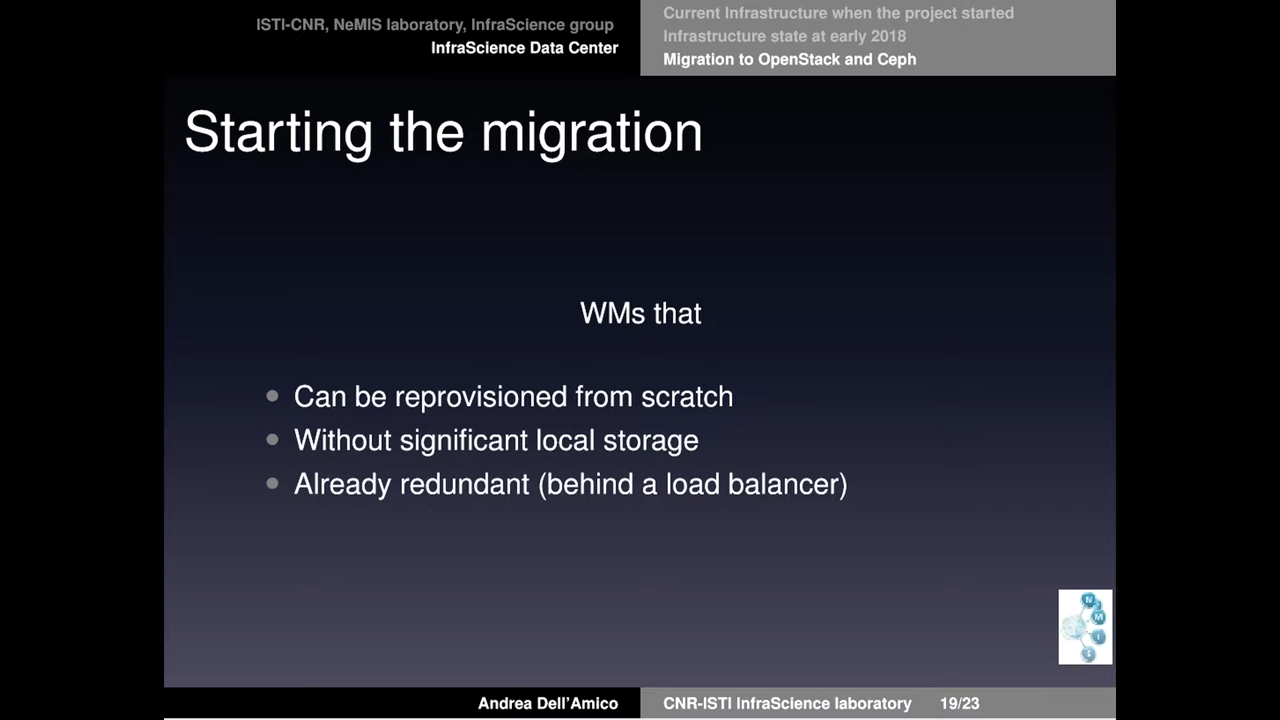 ISTI-CNR, NeMIS laboratory, InfraScience group
InfraScience Data Center
Current Infrastructure when the project started
Infrastructure state at early 2018
Migration to OpenStack and Ceph
Starting the migration
WMs that
Can be reprovisioned from scratch
Without significant local storage
Already redundant (behind a load balancer)
Andrea Dell'Amico
CNR-ISTI InfraScience laboratory
19/23